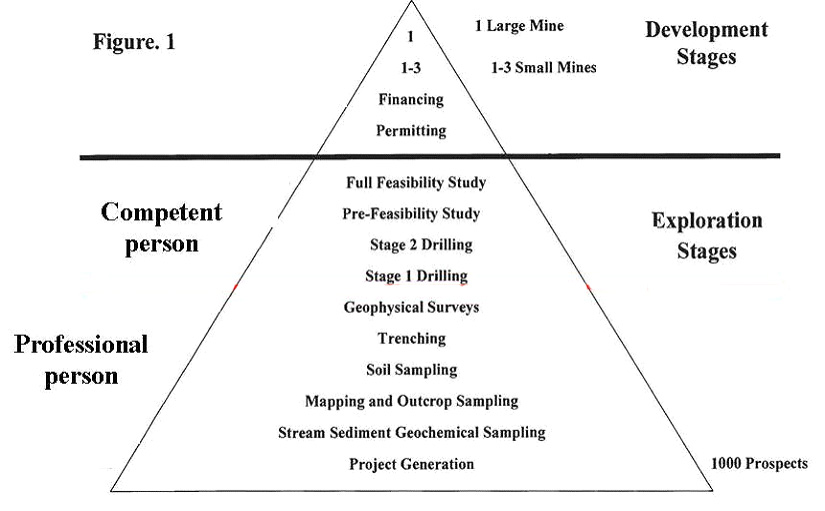 Figure. 1
1
1 Large Mine
Development
Stages
1-3
1-3 Small Mines
Financing
Permitting
Full Feasibility Study
Competent
person
Pre-Feasibility Study
Exploration
Stages
Stage 2 Drilling
Stage 1 Drilling
Geophysical Surveys
Professional
person
Trenching
Soil Sampling
Mapping and Outcrop Sampling
Stream Sediment Geochemical Sampling
Project Generation
1000 Prospects